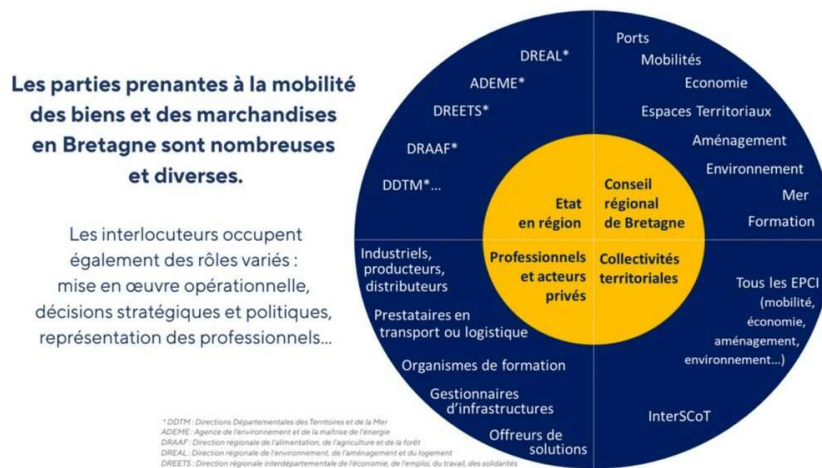 Les parties prenantes à la mobilité
des biens et des marchandises
en Bretagne sont nombreuses
et diverses.
Les interlocuteurs occupent
également des rôles variés :
mise en œuvre opérationnelle,
décisions stratégiques et politiques,
représentation des professionnels...
DREAL*
ADEME*
DREETS*
DRAAF*
DDTM*...
Etat
en région
Ports
Mobilités
Economie
Espaces Territoriaux
Aménagement
Environnement
Mer
Formation
Conseil
régional
de Bretagne
Professionnels
et acteurs
privés
Industriels,
producteurs,
distributeurs
Prestataires en
transport ou logistique
Organismes de formation
Gestionnaires
d'infrastructures
Offreurs de
solutions
Collectivités
territoriales
Tous les EPCI
(mobilité,
économie,
aménagement,
environnement...)
InterSCoT
* DDTM : Directions Départementales des Territoires et de la Mer
ADEME : Agence de l'environnement et de la maîtrise de l'énergie
DRAAF : Direction régionale de l'alimentation, de l'agriculture et de la forêt
DREAL : Direction régionale de l'environnement, de l'aménagement et du logement
DREETS : Direction régionale interdépartementale de l'économie, de l'emploi, du travail, des solidarités